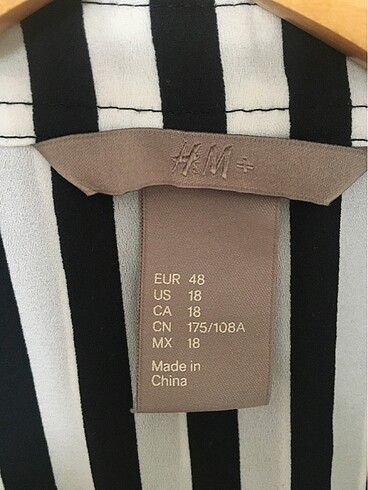 H&M+
EUR 48
US 18
CA 18
CN 175/108A
MX 18
Made in
China